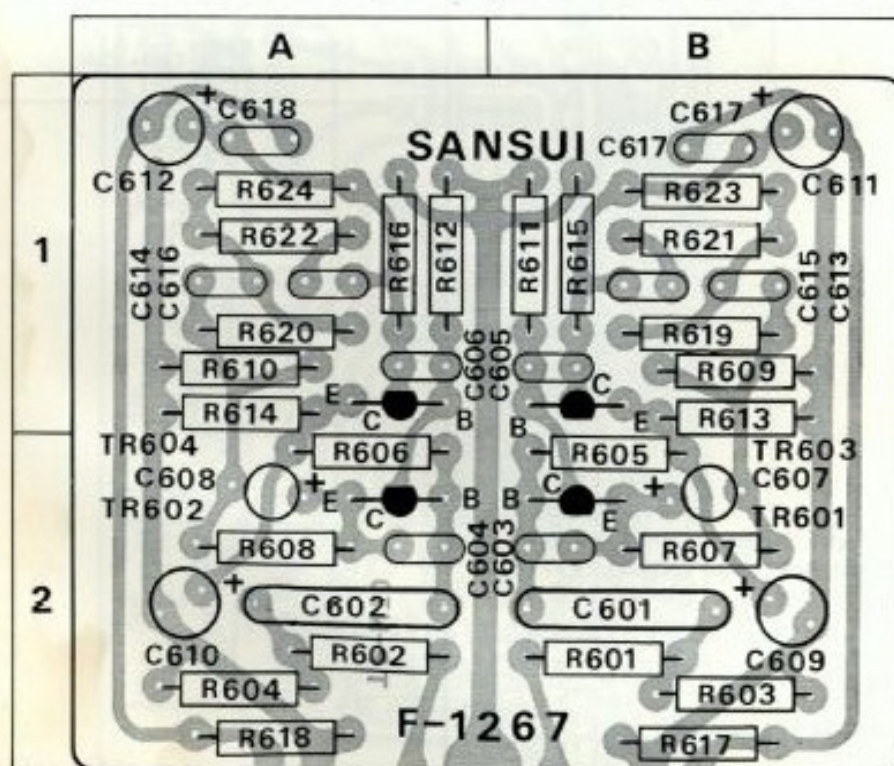 A B
1
2
+ C618 C617 +
C617
SANSUI
C612 R624 R623 C611
R622 R616 R612 R611 R615 R621
C614 C616 C615 C613
R620 R619
R610 C606 C605 R609
R614 E C B B C E R613
TR604 R606 R605 TR603
C608 + E C B B C E + C607
TR602 TR601
R608 C604 C603 R607
+ C602 C601 +
C610 R602 R601 C609
R604 R603
F-1267
R618 R617